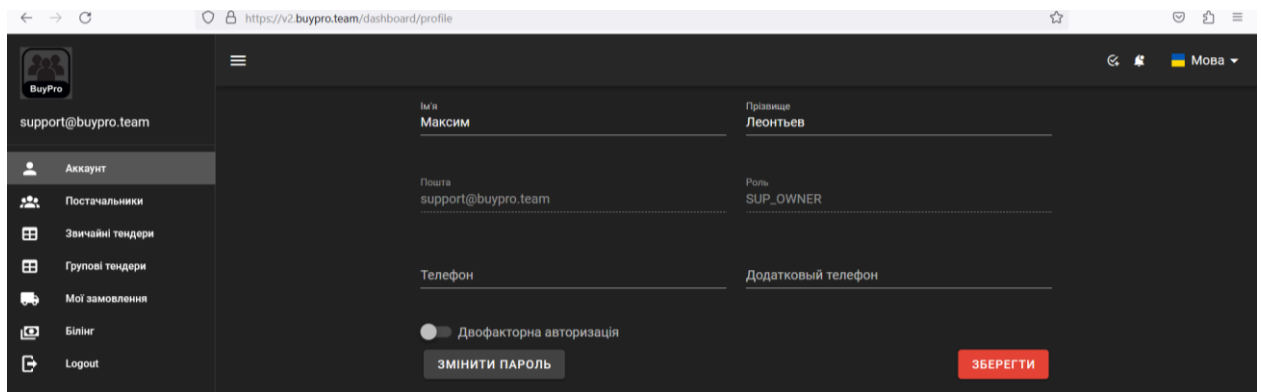 https://v2.buypro.team/dashboard/profile
BuyPro
support@buypro.team
Аккаунт
Постачальники
Звичайні тендери
Групові тендери
Мої замовлення
Білінг
Logout
Мова
Ім'я
Максим
Прізвище
Леонтьев
Пошта
support@buypro.team
Роль
SUP_OWNER
Телефон
Додатковый телефон
Двофакторна авторизація
ЗМІНИТИ ПАРОЛЬ
ЗБЕРЕГТИ